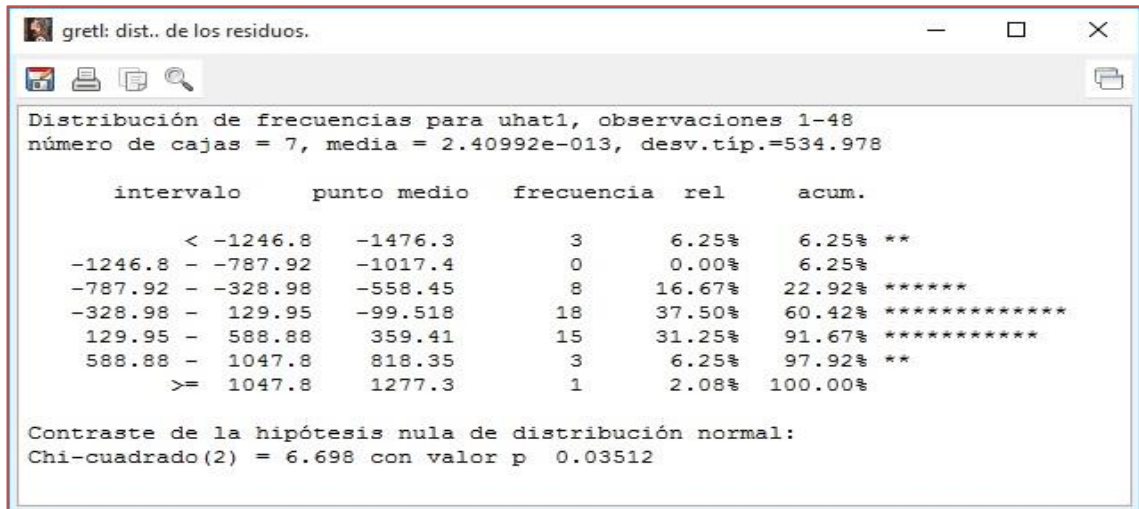 gretl: dist.. de los residuos.
Distribución de frecuencias para uhat1, observaciones 1-48
número de cajas = 7, media = 2.40992e-013, desv.típ.=534.978
intervalo punto medio frecuencia rel acum.
< -1246.8 -1476.3 3 6.25% 6.25% **
-1246.8 - -787.92 -1017.4 0 0.00% 6.25%
-787.92 - -328.98 -558.45 8 16.67% 22.92% ******
-328.98 - 129.95 -99.518 18 37.50% 60.42% *************
129.95 - 588.88 359.41 15 31.25% 91.67% ***********
588.88 - 1047.8 818.35 3 6.25% 97.92% **
>= 1047.8 1277.3 1 2.08% 100.00%
Contraste de la hipótesis nula de distribución normal:
Chi-cuadrado(2) = 6.698 con valor p 0.03512